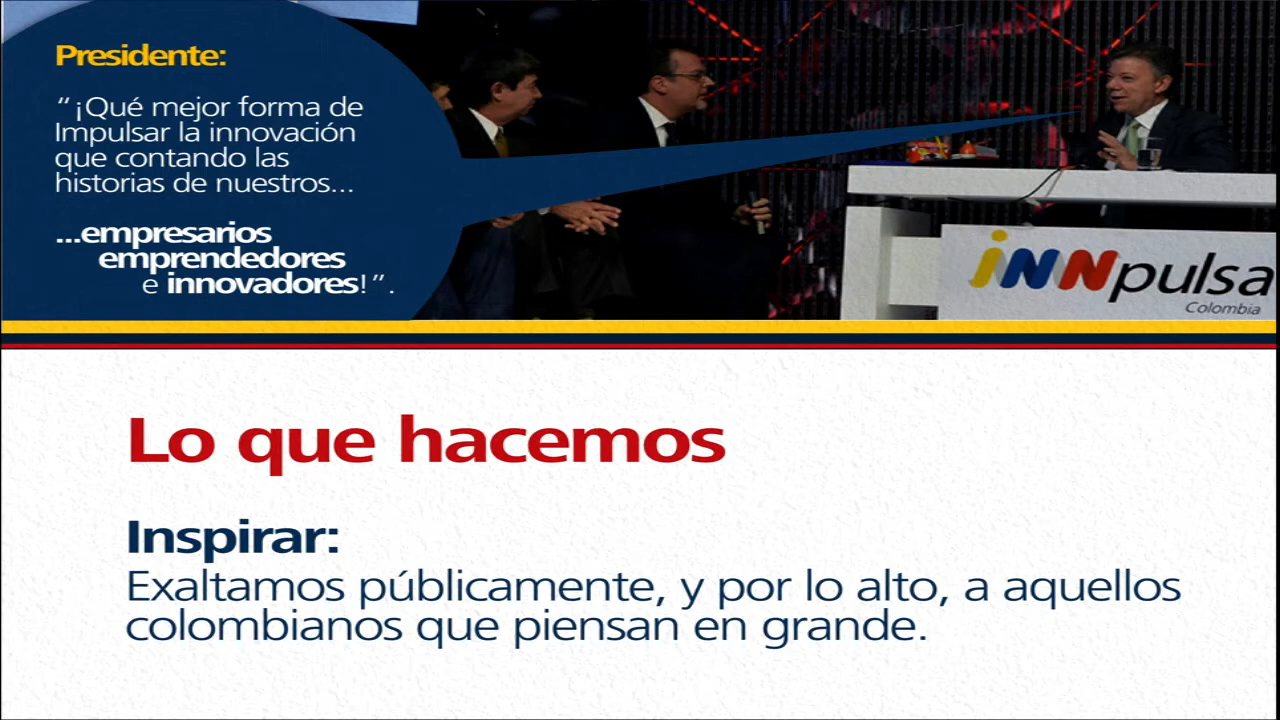 Presidente:
“¡Qué mejor forma de
Impulsar la innovación
que contando las
historias de nuestros...
...empresarios
emprendedores
e innovadores!”.
iNNpulsa
Colombia
Lo que hacemos
Inspirar:
Exaltamos públicamente, y por lo alto, a aquellos
colombianos que piensan en grande.